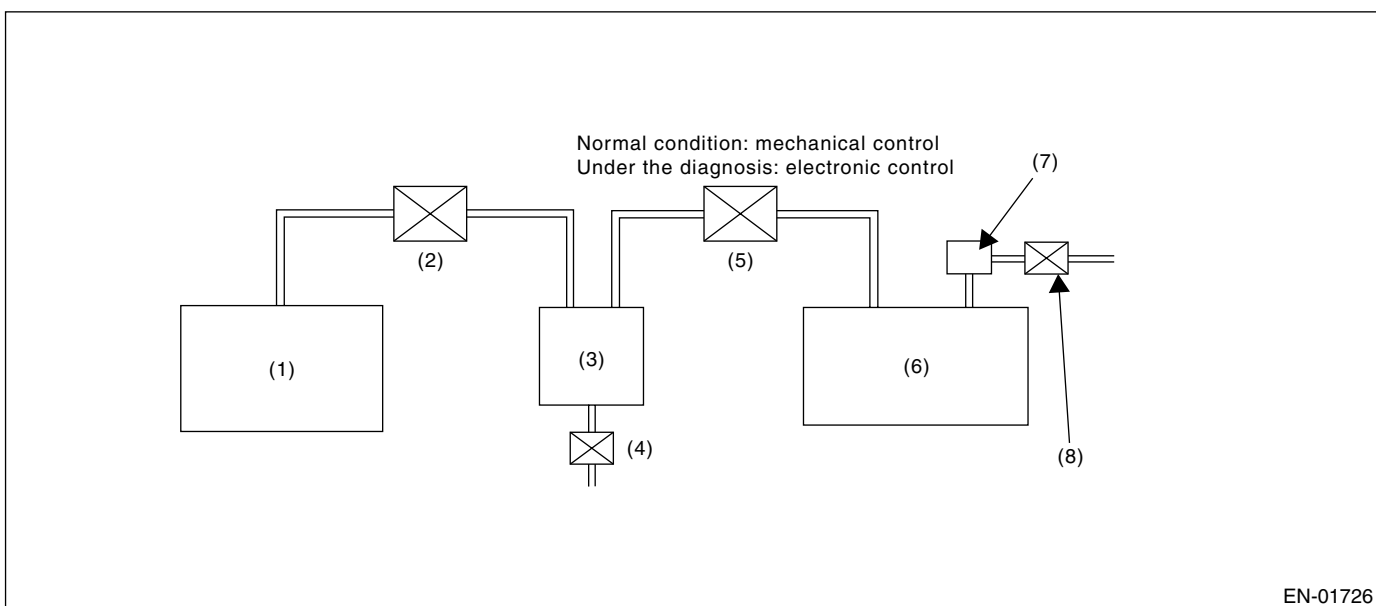 Normal condition: mechanical control
Under the diagnosis: electronic control
(7)
(2)
(5)
(1)
(3)
(6)
(4)
(8)
EN-01726